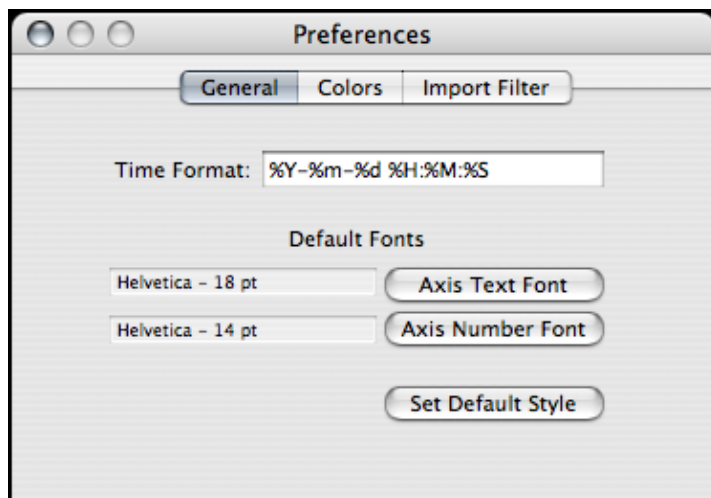 Preferences
General Colors Import Filter
Time Format: %Y-%m-%d %H:%M:%S
Default Fonts
Helvetica - 18 pt Axis Text Font
Helvetica - 14 pt Axis Number Font
Set Default Style